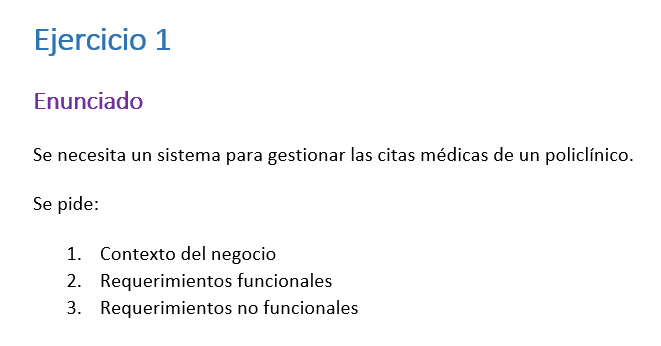 Ejercicio 1
Enunciado
Se necesita un sistema para gestionar las citas médicas de un policlínico.
Se pide:
1. Contexto del negocio
2. Requerimientos funcionales
3. Requerimientos no funcionales